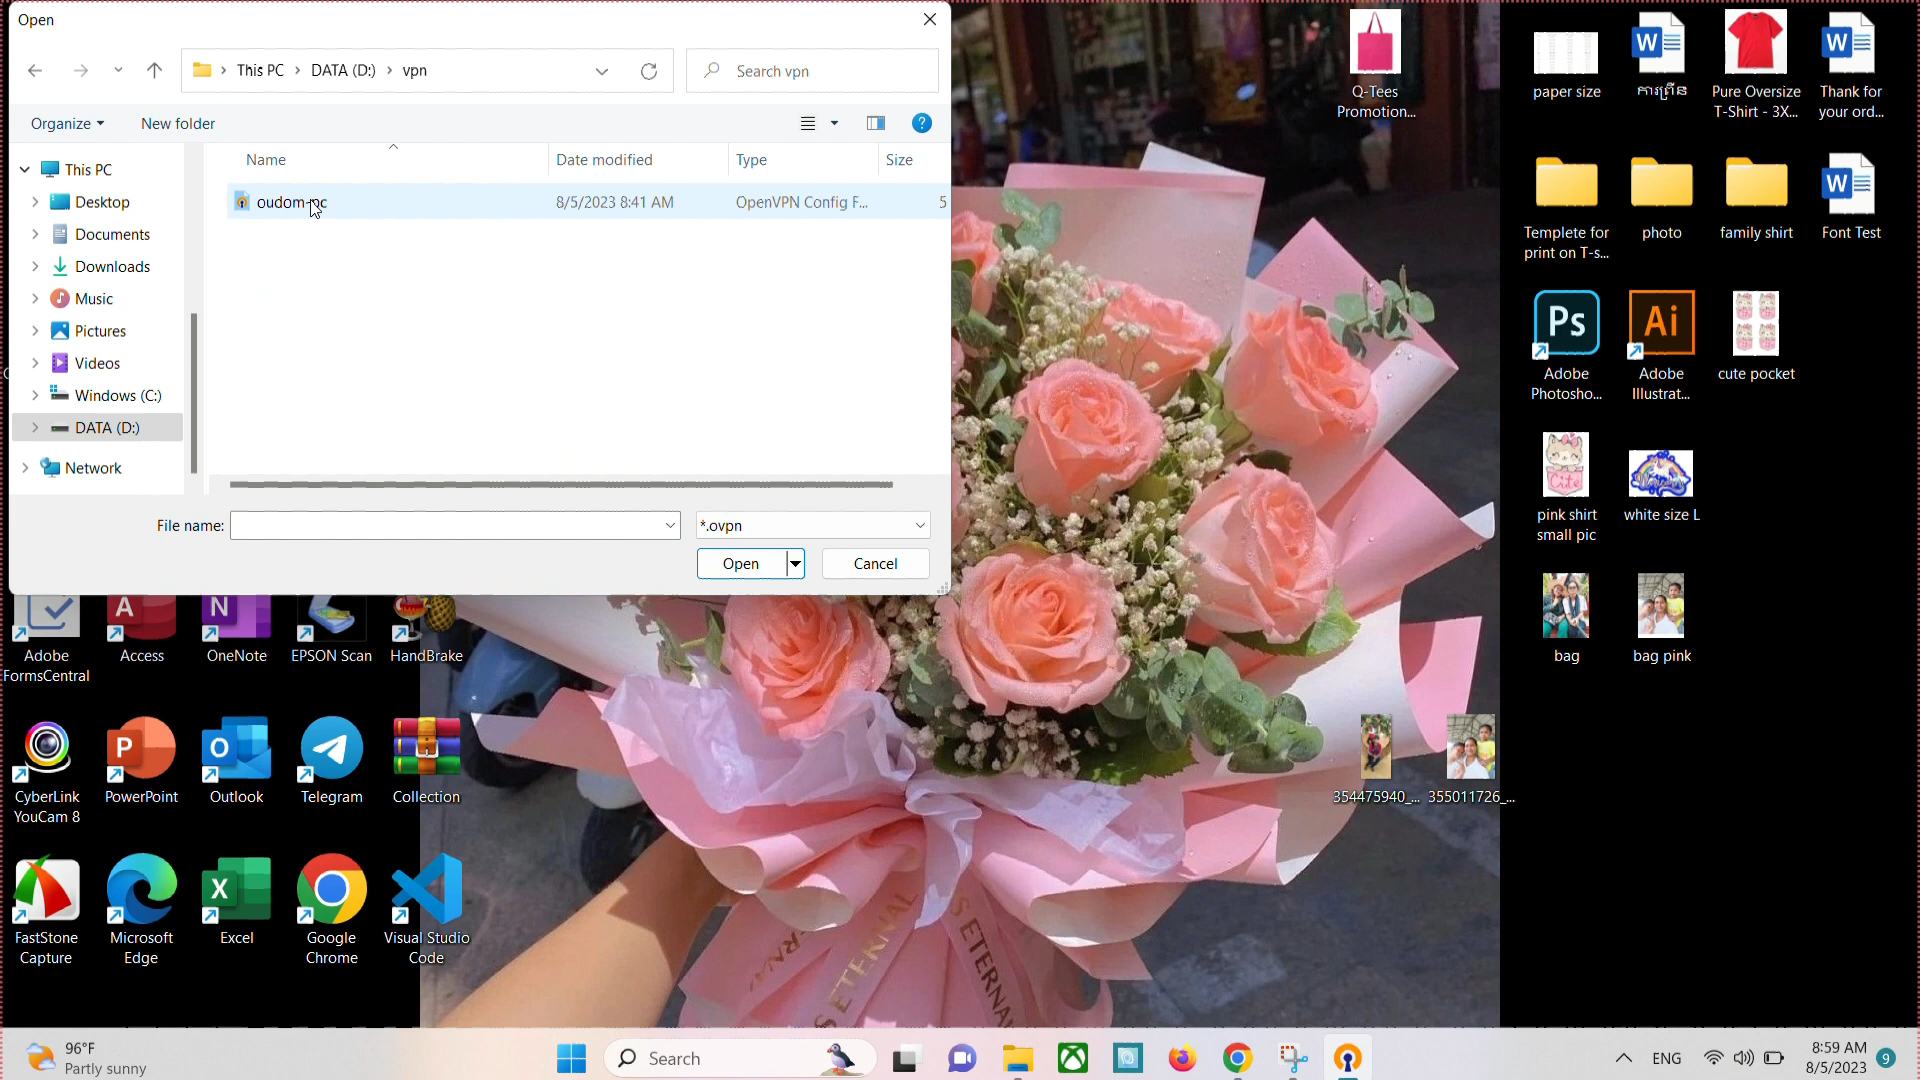 Open
This PC
DATA (D:)
vpn
Search vpn
Organize
New folder
Name
Date modified
Type
Size
oudom-pc
8/5/2023 8:41 AM
OpenVPN Config F...
5
This PC
Desktop
Documents
Downloads
Music
Pictures
Videos
Windows (C:)
DATA (D:)
Network
File name:
*.ovpn
Open
Cancel
Q-Tees
Promotion...
paper size
ការព្រីន
Pure Oversize
T-Shirt - 3X...
Thank for
your ord...
Templete for
print on T-s...
photo
family shirt
Font Test
Ps
Ai
Adobe
Photosho...
Adobe
Illustrat...
cute pocket
Cite
pink shirt
small pic
white size L
bag
bag pink
354475940_...
355011726_...
Adobe
FormsCentral
Access
OneNote
EPSON Scan
HandBrake
CyberLink
YouCam 8
PowerPoint
Outlook
Telegram
Collection
FastStone
Capture
Microsoft
Edge
Excel
Google
Chrome
Visual Studio
Code
S ETERNAL
S ETERNA
96°F
Partly sunny
Search
ENG
8:59 AM
8/5/2023
9